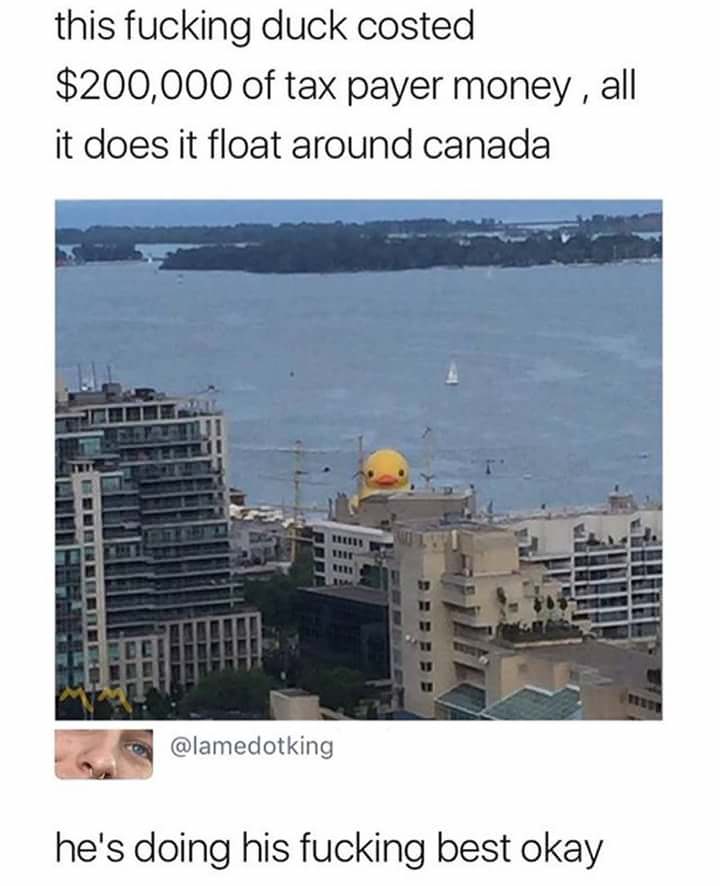 this fucking duck costed
$200,000 of tax payer money , all
it does it float around canada
MM
@lamedotking
he's doing his fucking best okay